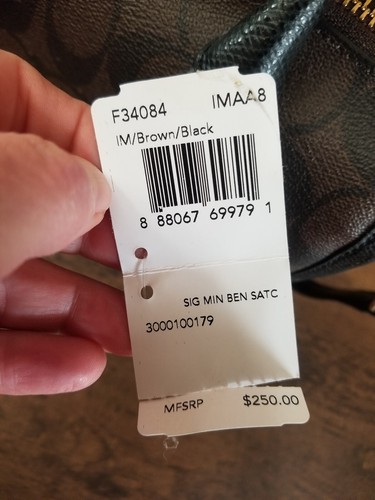 F34084 IMAA8
IM/Brown/Black
8 88067 69979 1
SIG MIN BEN SATC
3000100179
MFSRP $250.00